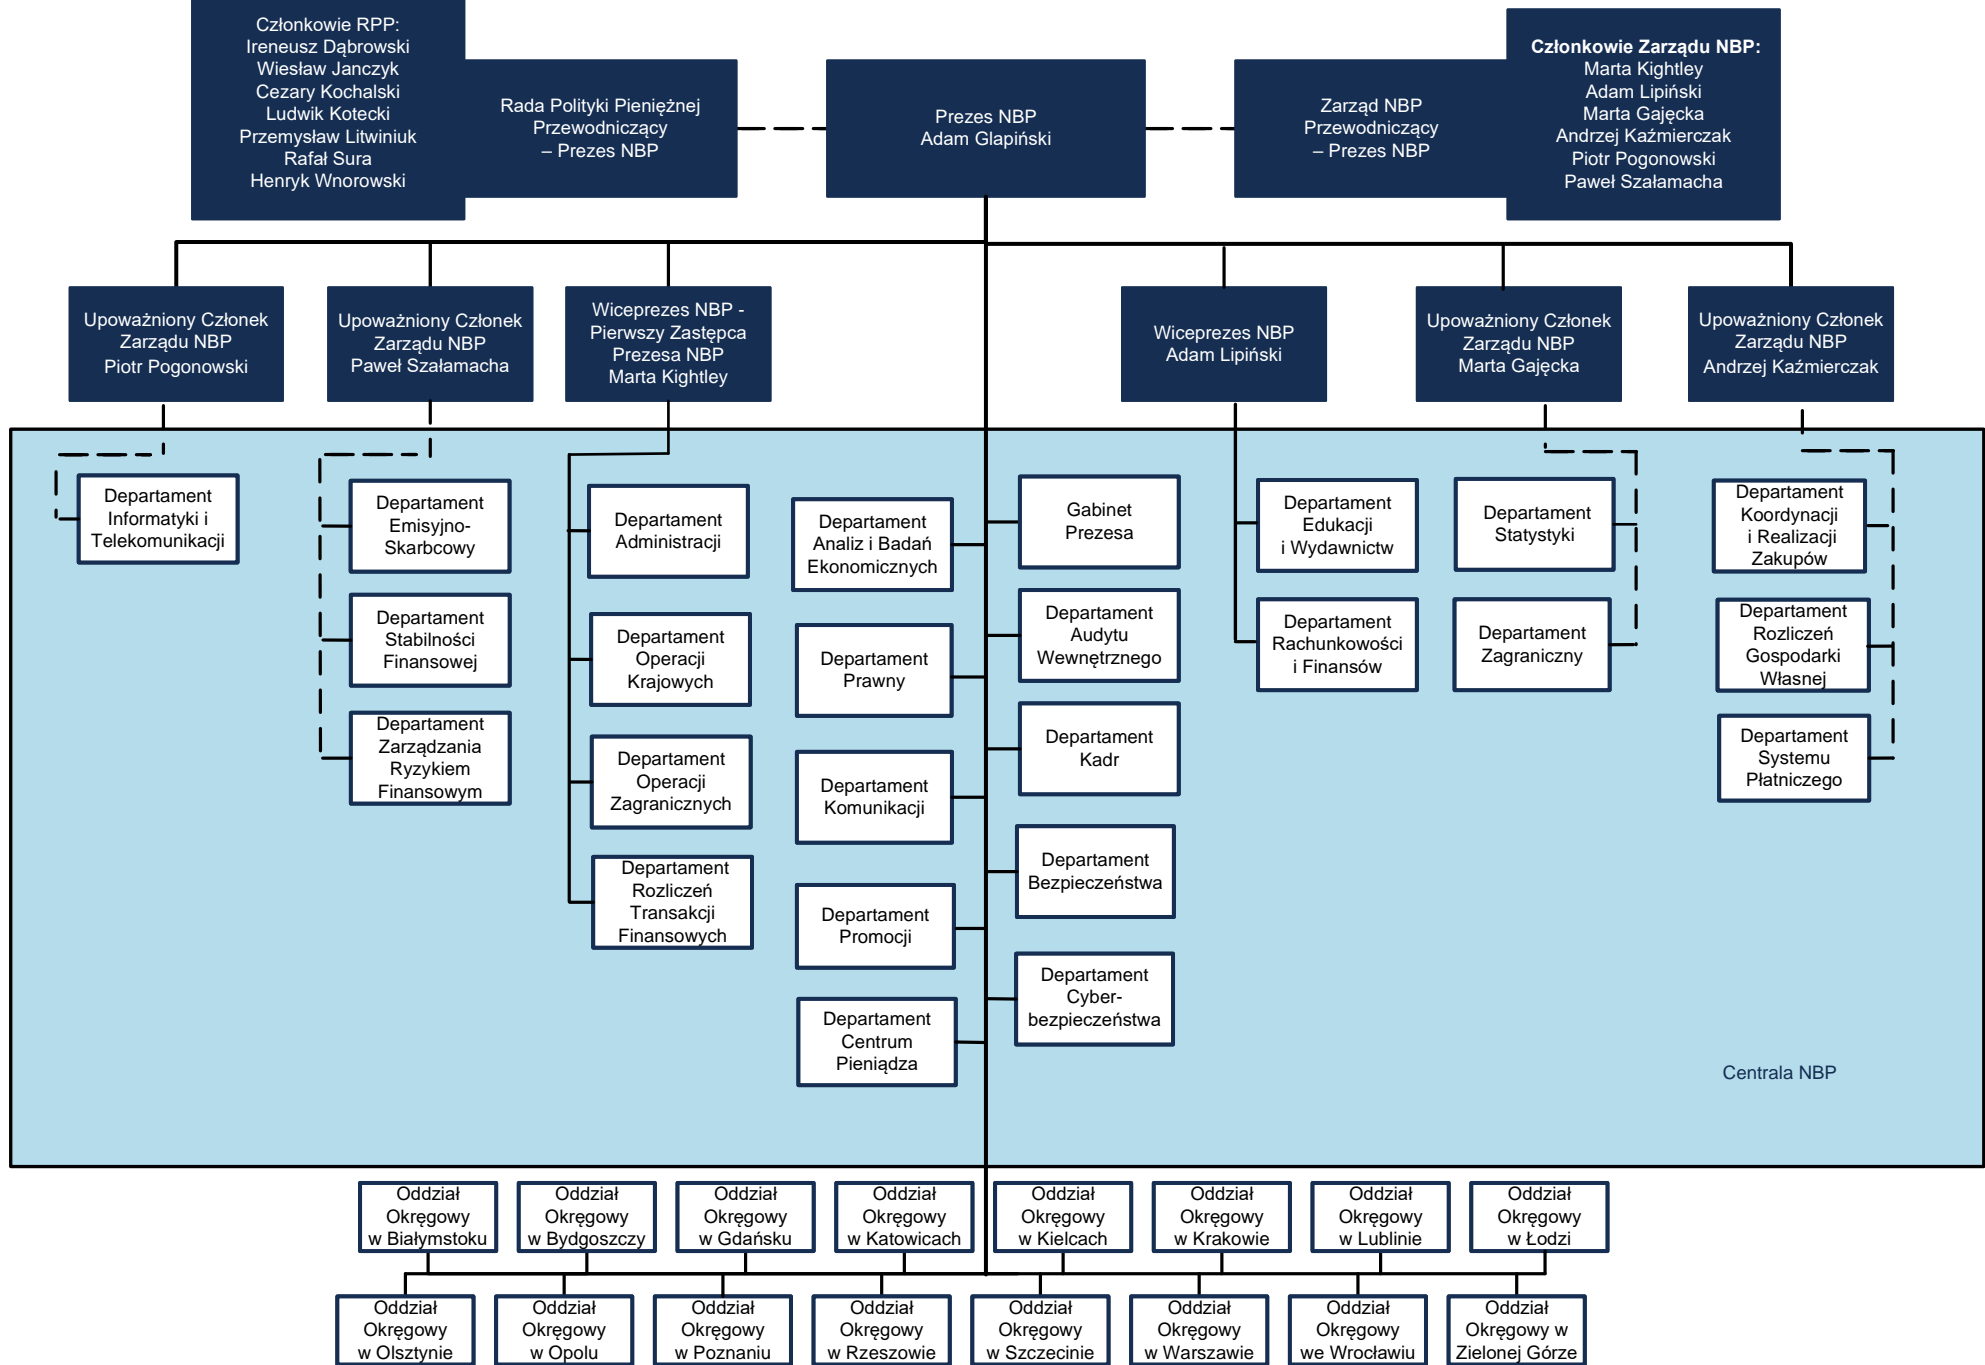 Członkowie RPP:
Ireneusz Dąbrowski
Wiesław Janczyk
Cezary Kochalski
Ludwik Kotecki
Przemysław Litwiniuk
Rafał Sura
Henryk Wnorowski
Rada Polityki Pieniężnej
Przewodniczący
– Prezes NBP
Prezes NBP
Adam Glapiński
Zarząd NBP
Przewodniczący
– Prezes NBP
Członkowie Zarządu NBP:
Marta Kightley
Adam Lipiński
Marta Gajęcka
Andrzej Kaźmierczak
Piotr Pogonowski
Paweł Szałamacha
Upoważniony Członek
Zarządu NBP
Piotr Pogonowski
Upoważniony Członek
Zarządu NBP
Paweł Szałamacha
Wiceprezes NBP -
Pierwszy Zastępca
Prezesa NBP
Marta Kightley
Wiceprezes NBP
Adam Lipiński
Upoważniony Członek
Zarządu NBP
Marta Gajęcka
Upoważniony Członek
Zarządu NBP
Andrzej Kaźmierczak
Departament
Informatyki i
Telekomunikacji
Departament
Emisyjno-
Skarbcowy
Departament
Stabilności
Finansowej
Departament
Zarządzania
Ryzykiem
Finansowym
Departament
Administracji
Departament
Operacji
Krajowych
Departament
Operacji
Zagranicznych
Departament
Rozliczeń
Transakcji
Finansowych
Departament
Analiz i Badań
Ekonomicznych
Departament
Prawny
Departament
Komunikacji
Departament
Promocji
Departament
Centrum
Pieniądza
Gabinet
Prezesa
Departament
Audytu
Wewnętrznego
Departament
Kadr
Departament
Bezpieczeństwa
Departament
Cyber-
bezpieczeństwa
Departament
Edukacji
i Wydawnictw
Departament
Rachunkowości
i Finansów
Departament
Statystyki
Departament
Zagraniczny
Departament
Koordynacji
i Realizacji
Zakupów
Departament
Rozliczeń
Gospodarki
Własnej
Departament
Systemu
Płatniczego
Centrala NBP
Oddział
Okręgowy
w Białymstoku
Oddział
Okręgowy
w Bydgoszczy
Oddział
Okręgowy
w Gdańsku
Oddział
Okręgowy
w Katowicach
Oddział
Okręgowy
w Kielcach
Oddział
Okręgowy
w Krakowie
Oddział
Okręgowy
w Lublinie
Oddział
Okręgowy
w Łodzi
Oddział
Okręgowy
w Olsztynie
Oddział
Okręgowy
w Opolu
Oddział
Okręgowy
w Poznaniu
Oddział
Okręgowy
w Rzeszowie
Oddział
Okręgowy
w Szczecinie
Oddział
Okręgowy
w Warszawie
Oddział
Okręgowy
we Wrocławiu
Oddział
Okręgowy w
Zielonej Górze